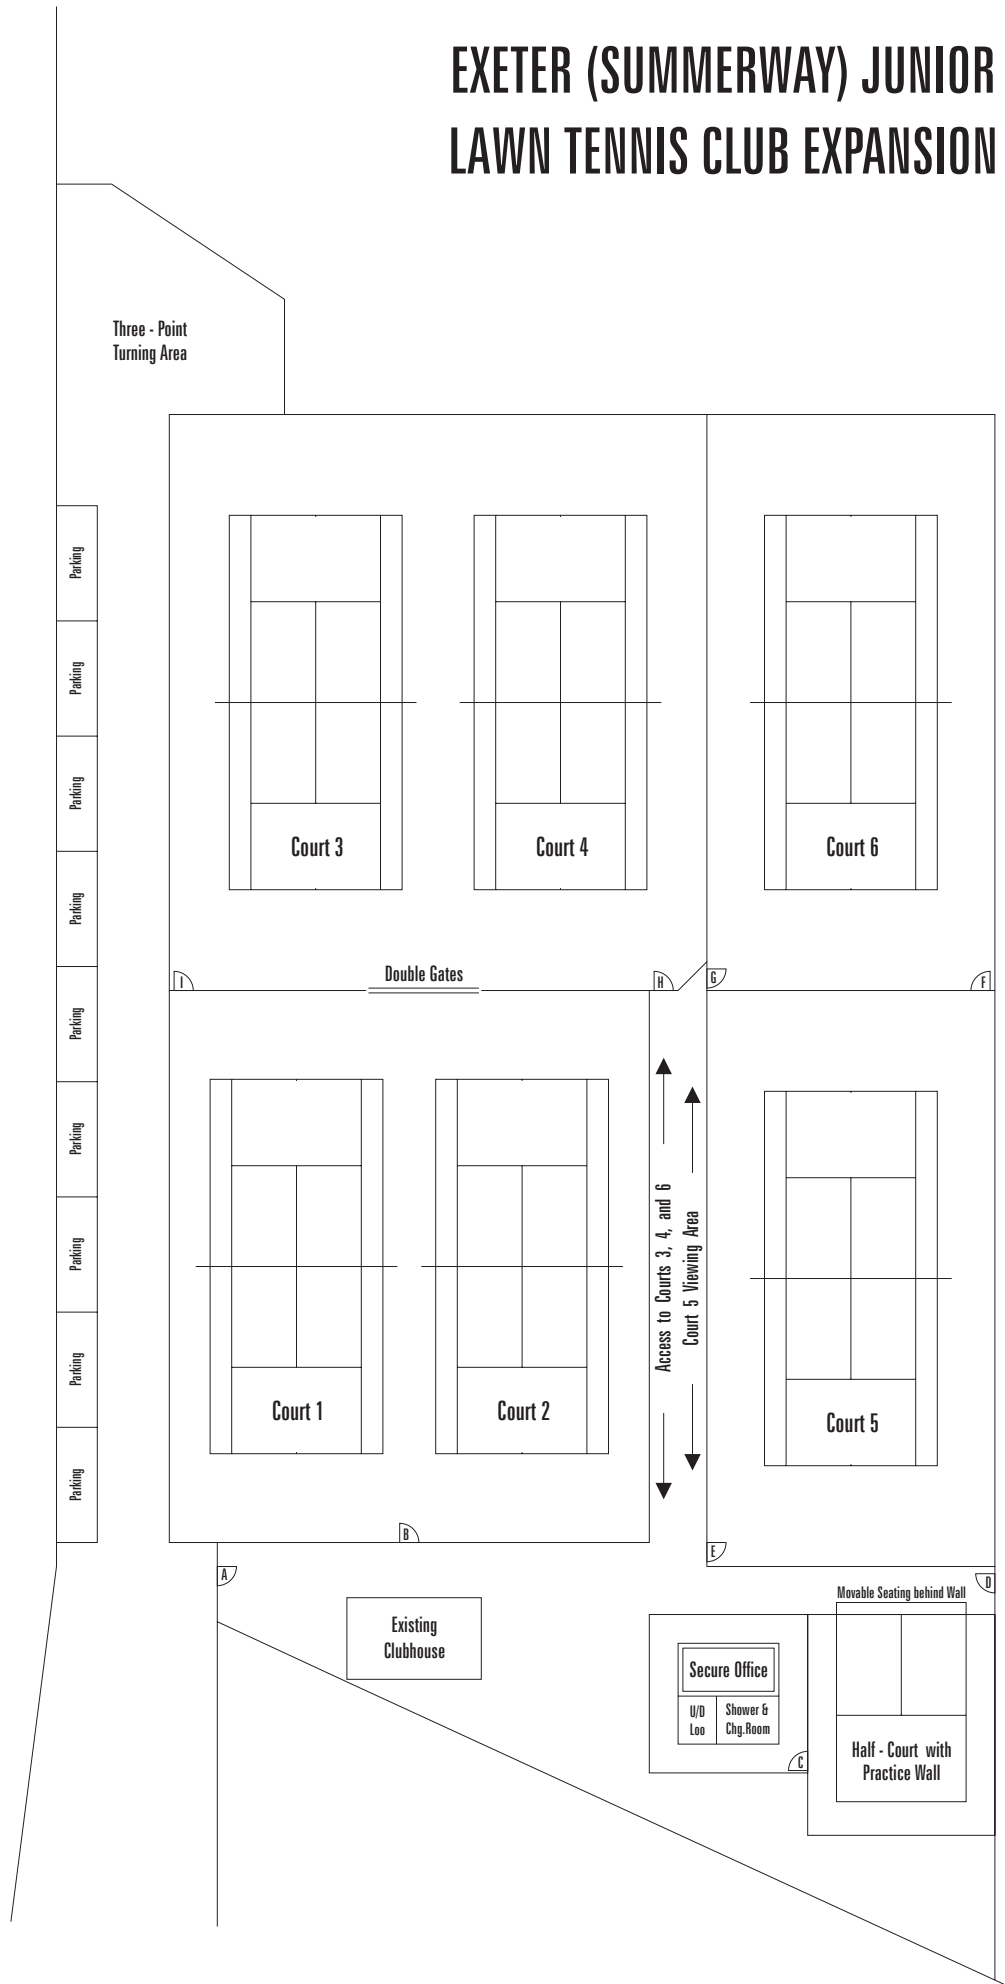 EXETER (SUMMERWAY) JUNIOR
LAWN TENNIS CLUB EXPANSION
Three - Point
Turning Area
Parking
Parking
Parking
Parking
Parking
Parking
Parking
Parking
Parking
Court 3
Court 4
Court 6
I
Double Gates
H
G
F
Access to Courts 3, 4, and 6
Court 5 Viewing Area
Court 1
Court 2
Court 5
B
A
E
D
Existing
Clubhouse
Movable Seating behind Wall
Secure Office
U/D
Loo
Shower &
Chg.Room
C
Half - Court with
Practice Wall